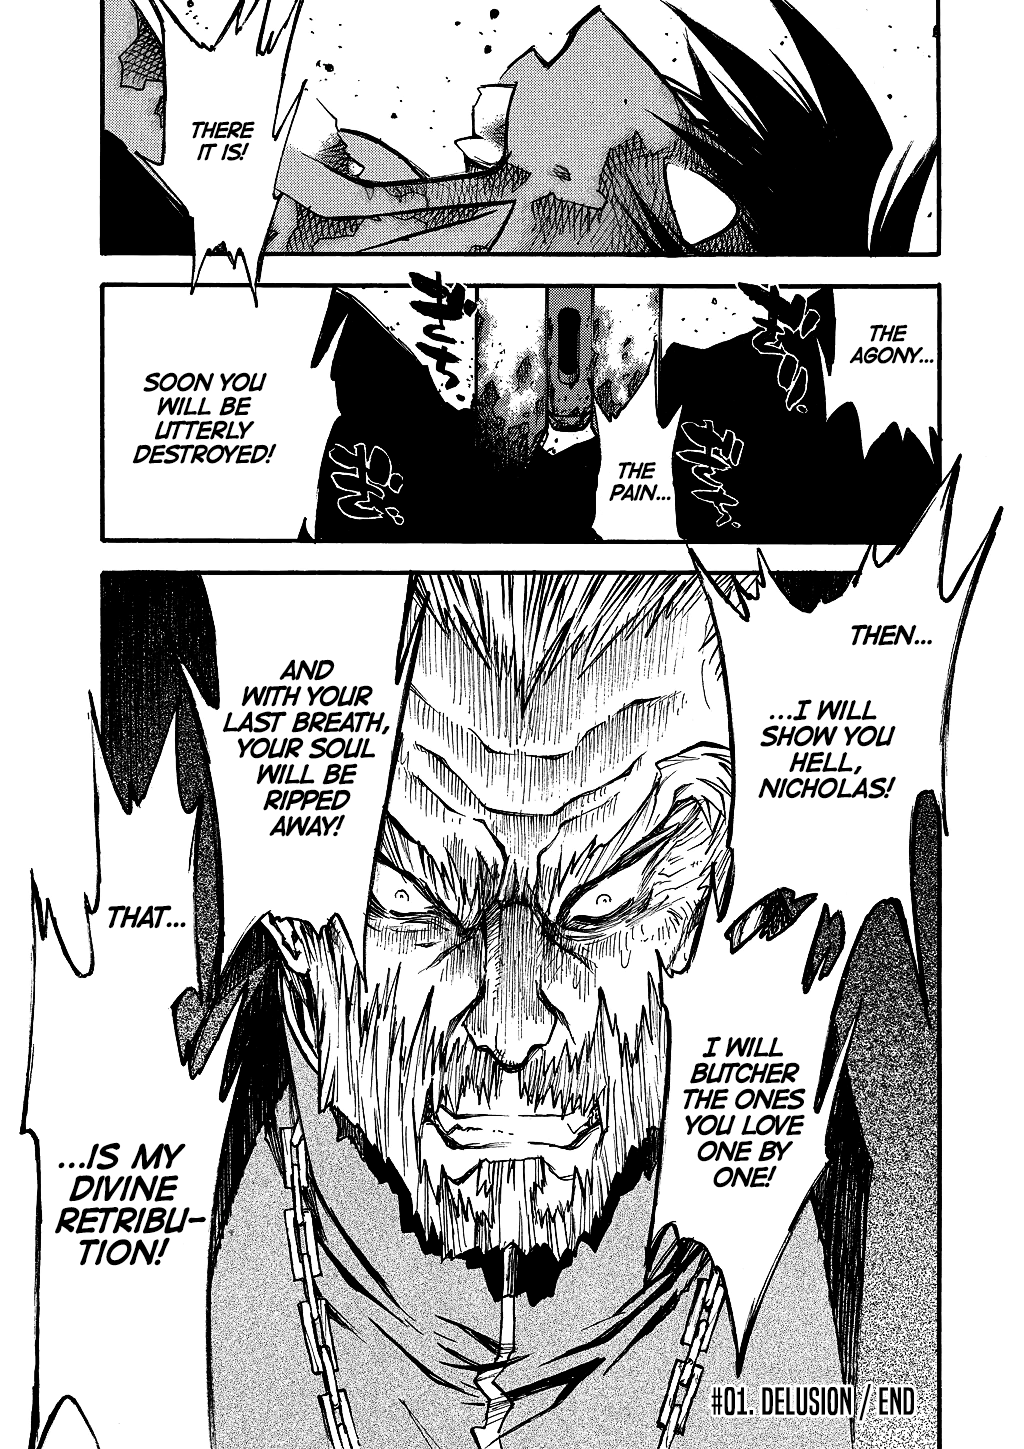 THERE
IT IS!
THE
AGONY...
THE
PAIN...
SOON YOU
WILL BE
UTTERLY
DESTROYED!
THEN...
...I WILL
SHOW YOU
HELL,
NICHOLAS!
I WILL
BUTCHER
THE ONES
YOU LOVE
ONE BY
ONE!
AND
WITH YOUR
LAST BREATH,
YOUR SOUL
WILL BE
RIPPED
AWAY!
THAT...
...IS MY
DIVINE
RETRIBU-
TION!
#01. DELUSION / END